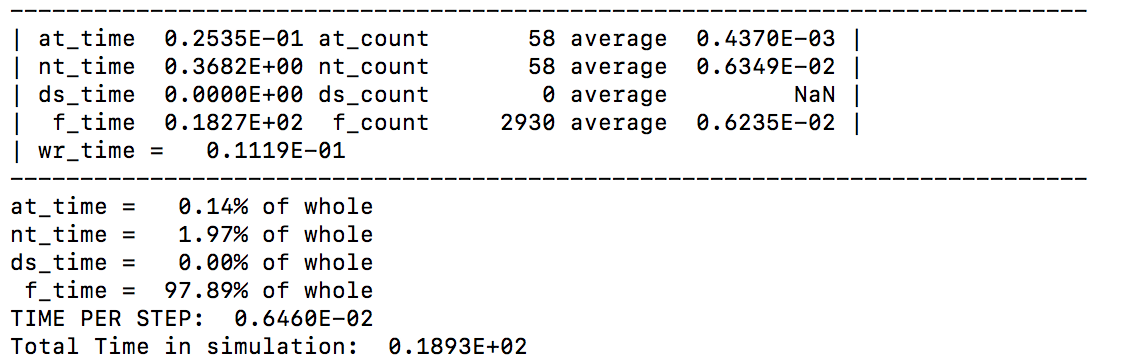 -----------------------------------------------------------------------------
| at_time  0.2535E-01 at_count       58 average  0.4370E-03 |
| nt_time  0.3682E+00 nt_count       58 average  0.6349E-02 |
| ds_time  0.0000E+00 ds_count        0 average         NaN |
|  f_time  0.1827E+02  f_count     2930 average  0.6235E-02 |
| wr_time =   0.1119E-01
-----------------------------------------------------------------------------
at_time =   0.14% of whole
nt_time =   1.97% of whole
ds_time =   0.00% of whole
 f_time =  97.89% of whole
TIME PER STEP:  0.6460E-02
Total Time in simulation:  0.1893E+02